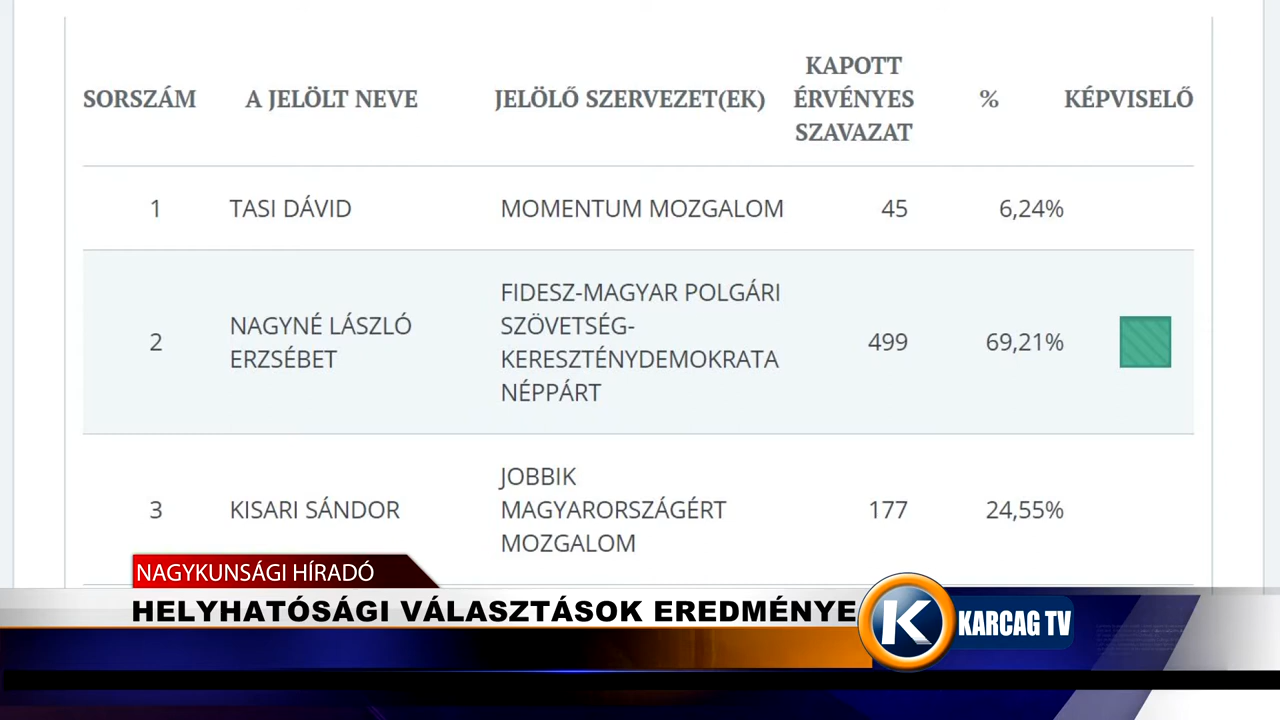 SORSZÁM
A JELÖLT NEVE
JELÖLŐ SZERVEZET(EK)
KAPOTT
ÉRVÉNYES
SZAVAZAT
%
KÉPVISELŐ
1
TASI DÁVID
MOMENTUM MOZGALOM
45
6,24%
2
NAGYNÉ LÁSZLÓ
ERZSÉBET
FIDESZ-MAGYAR POLGÁRI
SZÖVETSÉG-
KERESZTÉNYDEMOKRATA
NÉPPÁRT
499
69,21%
3
KISARI SÁNDOR
JOBBIK
MAGYARORSZÁGÉRT
MOZGALOM
177
24,55%
NAGYKUNSÁGI HÍRADÓ
HELYHATÓSÁGI VÁLASZTÁSOK EREDMÉNYE
K
KARCAG TV